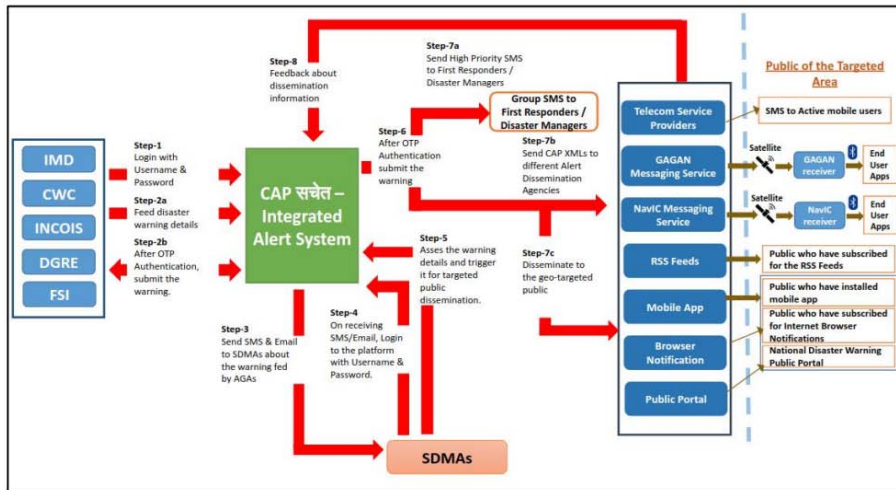 IMD
CWC
INCOIS
DGRE
FSI
Step-1
Login with
Username &
Password
Step-2a
Feed disaster
warning details
Step-2b
After OTP
Authentication,
submit the
warning.
Step-8
Feedback about
dissemination
information
CAP सचेत –
Integrated
Alert System
Step-3
Send SMS & Email
to SDMAs about
the warning fed
by AGAs
Step-4
On receiving
SMS/Email, Login
to the platform
with Username &
Password.
Step-5
Asses the warning
details and trigger
it for targeted
public
dissemination.
SDMAs
Step-6
After OTP
Authentication
submit the
warning
Step-7a
Send High Priority SMS
to First Responders /
Disaster Managers
Group SMS to
First Responders /
Disaster Managers
Step-7b
Send CAP XMLs to
different Alert
Dissemination
Agencies
Step-7c
Disseminate to
the geo-targeted
public
Telecom Service
Providers
GAGAN
Messaging Service
NavIC Messaging
Service
RSS Feeds
Mobile App
Browser
Notification
Public Portal
Public of the Targeted
Area
SMS to Active mobile users
Satellite
GAGAN
receiver
End
User
Apps
Satellite
NavIC
receiver
End
User
Apps
Public who have subscribed
for the RSS Feeds
Public who have installed
mobile app
Public who have subscribed
for Internet Browser
Notifications
National Disaster Warning
Public Portal